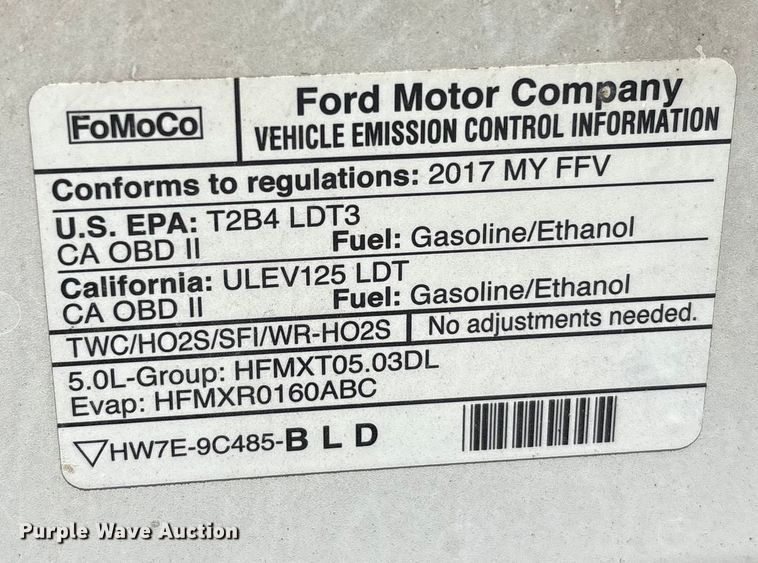 FoMoCo
Ford Motor Company
VEHICLE EMISSION CONTROL INFORMATION
Conforms to regulations: 2017 MY FFV
U.S. EPA: T2B4 LDT3
CA OBD II Fuel: Gasoline/Ethanol
California: ULEV125 LDT
CA OBD II Fuel: Gasoline/Ethanol
TWC/HO2S/SFI/WR-HO2S No adjustments needed.
5.0L-Group: HFMXT05.03DL
Evap: HFMXR0160ABC
HW7E-9C485-B L D
Purple Wave Auction